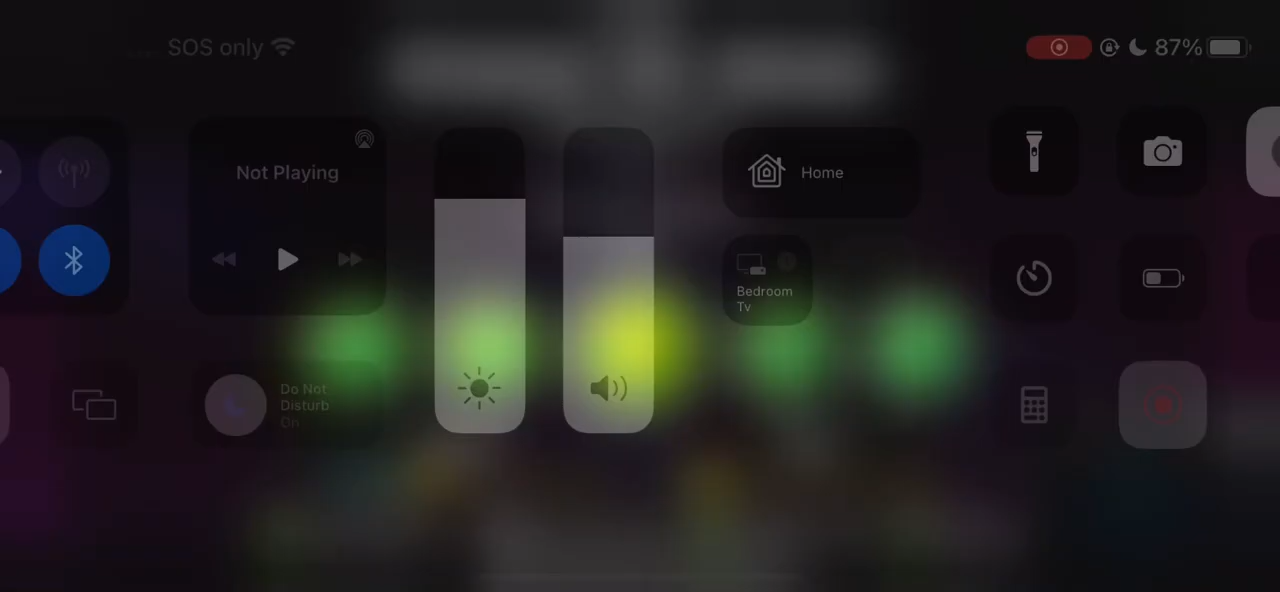 SOS only
87%
Not Playing
Home
Bedroom
Tv
Do Not
Disturb
On